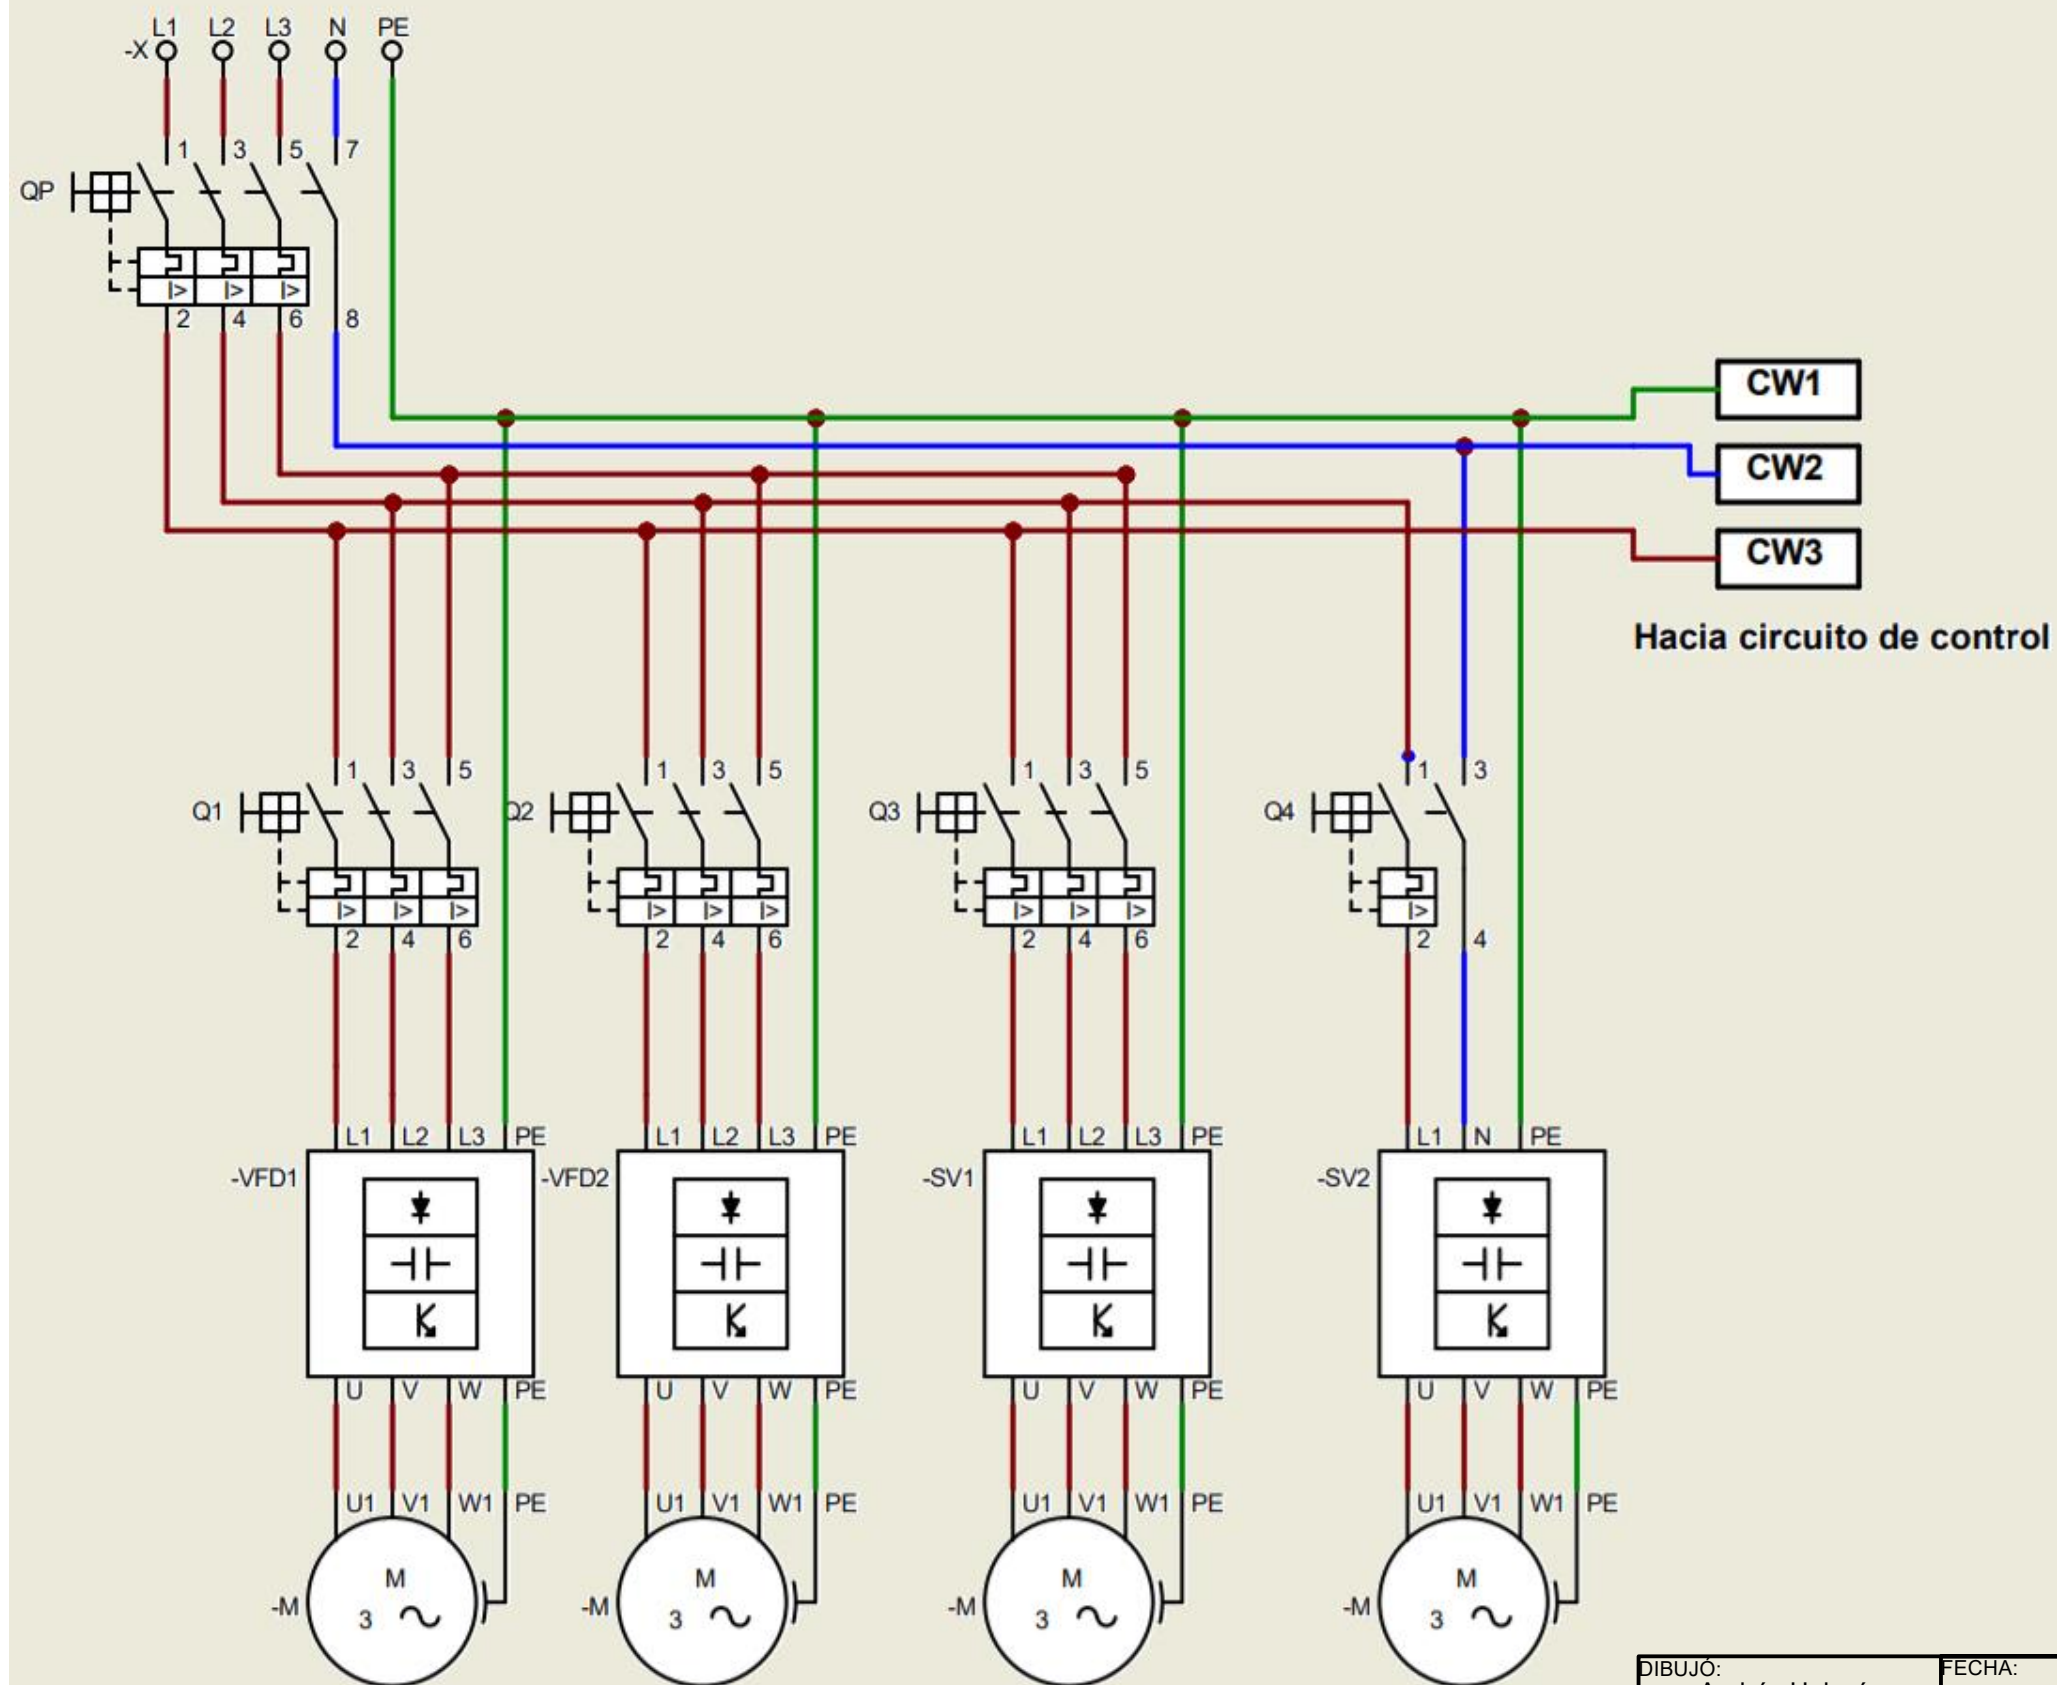 L1 L2 L3 N PE
-X
1 3 5 7
QP
I> I> I>
2 4 6 8
CW1
CW2
CW3
Hacia circuito de control
1 3 5 1 3 5 1 3 5 1 3
Q1 Q2 Q3 Q4
I> I> I> I> I> I> I> I> I> I>
2 4 6 2 4 6 2 4 6 2 4
L1 L2 L3 PE L1 L2 L3 PE L1 L2 L3 PE L1 N PE
-VFD1 -VFD2 -SV1 -SV2
U V W PE U V W PE U V W PE U V W PE
U1 V1 W1 PE U1 V1 W1 PE U1 V1 W1 PE U1 V1 W1 PE
M M M M
-M 3 -M 3 -M 3 -M 3
DIBUJÓ: FECHA: